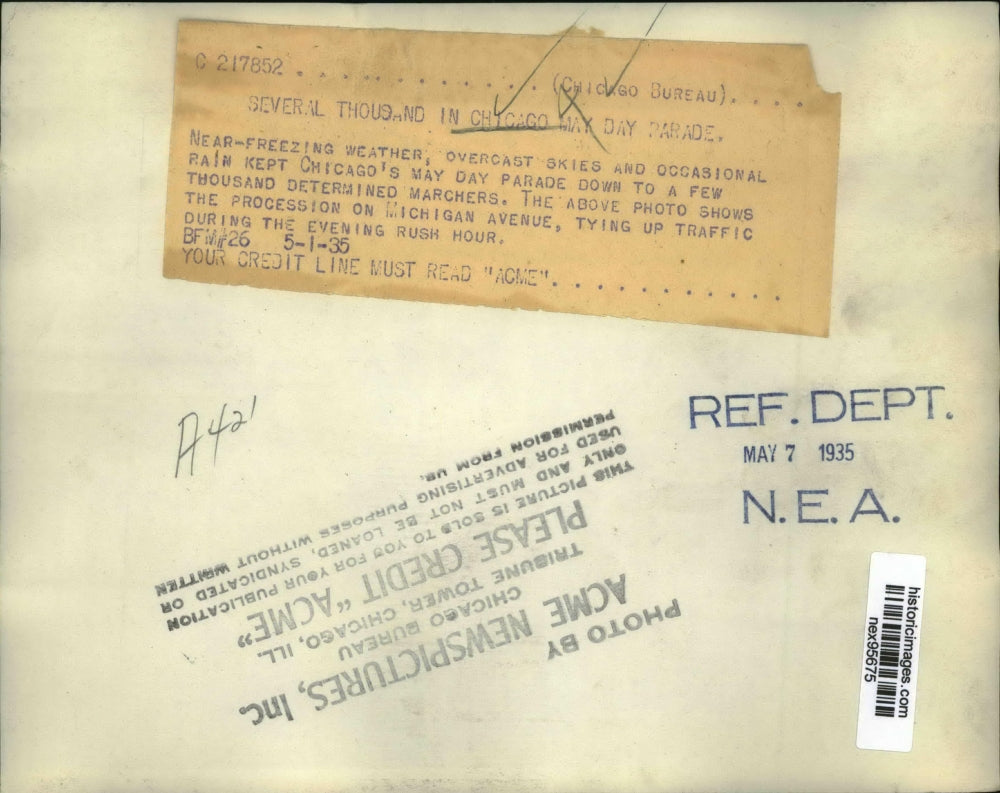 C 217852 . . . . . . . . . . . (CHICAGO BUREAU). . . .
SEVERAL THOUSAND IN CHICAGO MAY DAY PARADE.
NEAR-FREEZING WEATHER, OVERCAST SKIES AND OCCASIONAL
RAIN KEPT CHICAGO'S MAY DAY PARADE DOWN TO A FEW
THOUSAND DETERMINED MARCHERS. THE ABOVE PHOTO SHOWS
THE PROCESSION ON MICHIGAN AVENUE, TYING UP TRAFFIC
DURING THE EVENING RUSH HOUR.
BFM#26 5-1-35
YOUR CREDIT LINE MUST READ "ACME". . . . . . . . . . . .
A421
REF. DEPT.
MAY 7 1935
N. E. A.
PHOTO BY
ACME NEWSPICTURES, Inc.
CHICAGO BUREAU
TRIBUNE TOWER, CHICAGO, ILL.
PLEASE CREDIT "ACME"
THIS PICTURE IS SOLD TO YOU FOR YOUR PUBLICATION
ONLY AND MUST NOT BE LOANED, SYNDICATED OR
USED FOR ADVERTISING PURPOSES WITHOUT WRITTEN
PERMISSION FROM US.
historicimages.com
nex95675